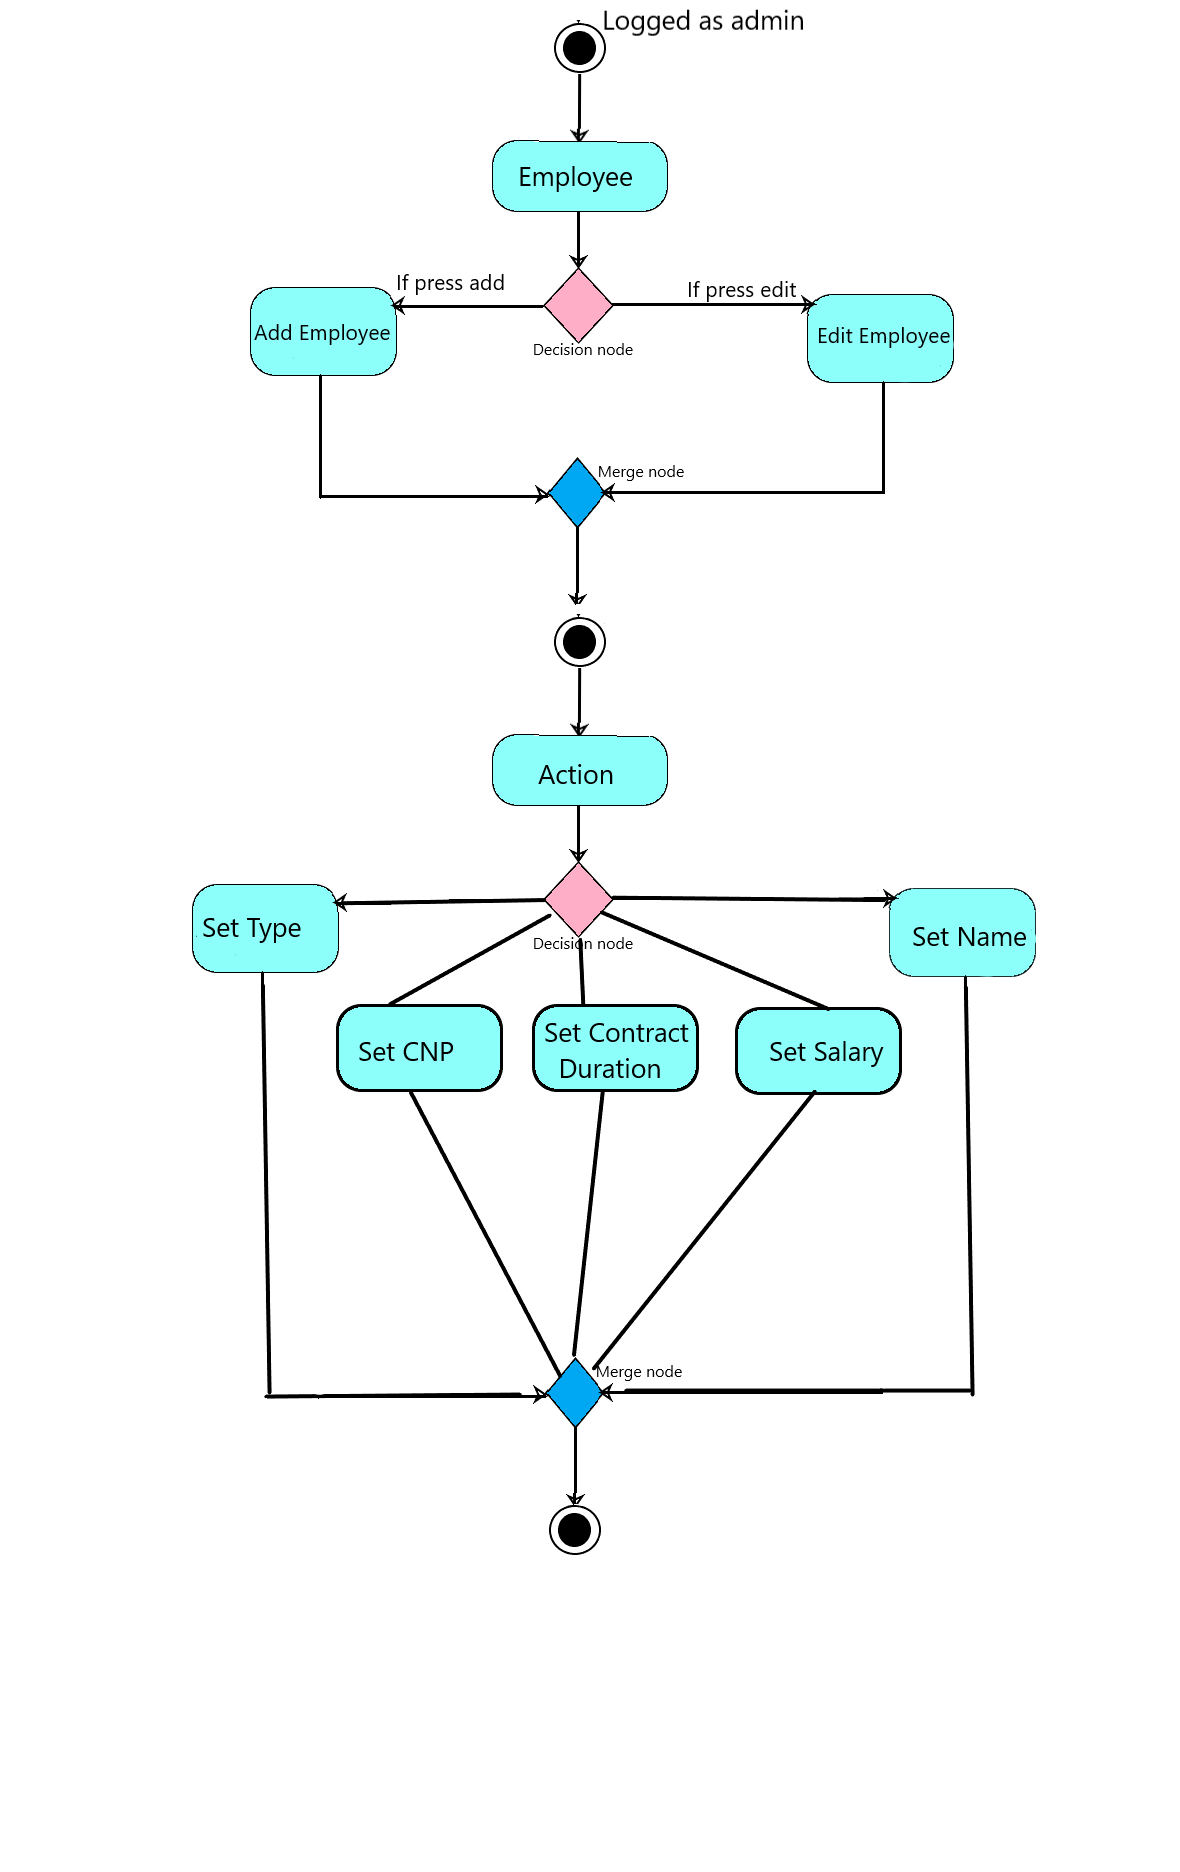 Logged as admin
Employee
If press add
If press edit
Add Employee
Edit Employee
Decision node
Merge node
Action
Set Type
Set Name
Decision node
Set CNP
Set Contract
Duration
Set Salary
Merge node